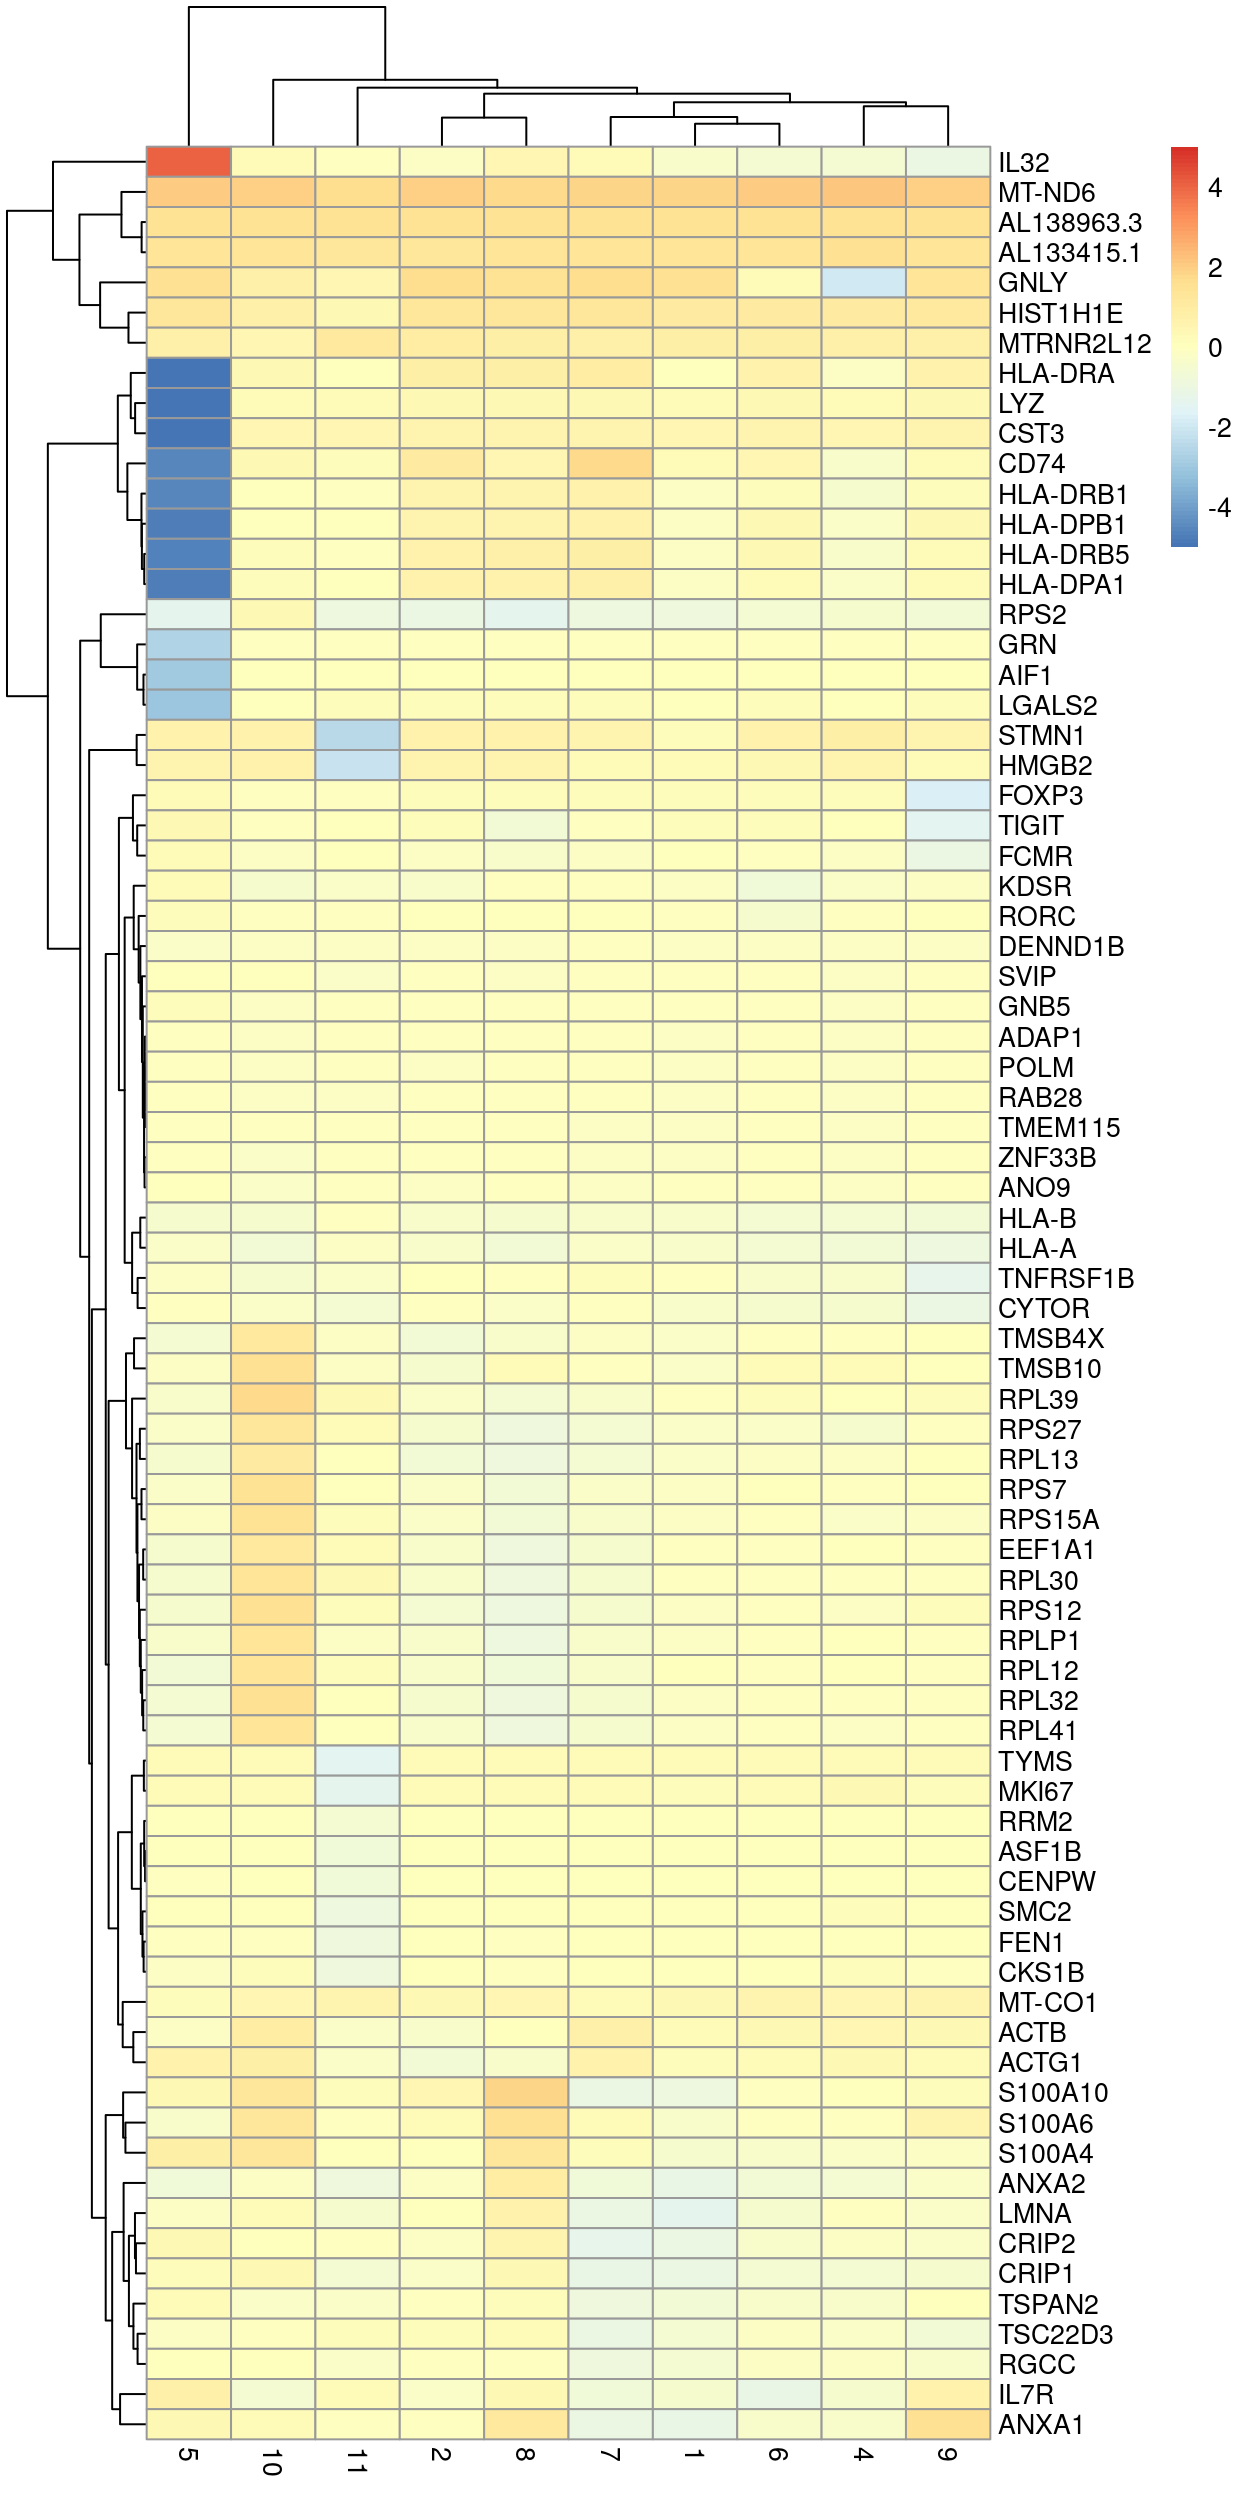 IL32
MT-ND6
AL138963.3
AL133415.1
GNLY
HIST1H1E
MTRNR2L12
HLA-DRA
LYZ
CST3
CD74
HLA-DRB1
HLA-DPB1
HLA-DRB5
HLA-DPA1
RPS2
GRN
AIF1
LGALS2
STMN1
HMGB2
FOXP3
TIGIT
FCMR
KDSR
RORC
DENND1B
SVIP
GNB5
ADAP1
POLM
RAB28
TMEM115
ZNF33B
ANO9
HLA-B
HLA-A
TNFRSF1B
CYTOR
TMSB4X
TMSB10
RPL39
RPS27
RPL13
RPS7
RPS15A
EEF1A1
RPL30
RPS12
RPLP1
RPL12
RPL32
RPL41
TYMS
MKI67
RRM2
ASF1B
CENPW
SMC2
FEN1
CKS1B
MT-CO1
ACTB
ACTG1
S100A10
S100A6
S100A4
ANXA2
LMNA
CRIP2
CRIP1
TSPAN2
TSC22D3
RGCC
IL7R
ANXA1
5 10 11 2 8 7 1 6 4 9
4
2
0
-2
-4